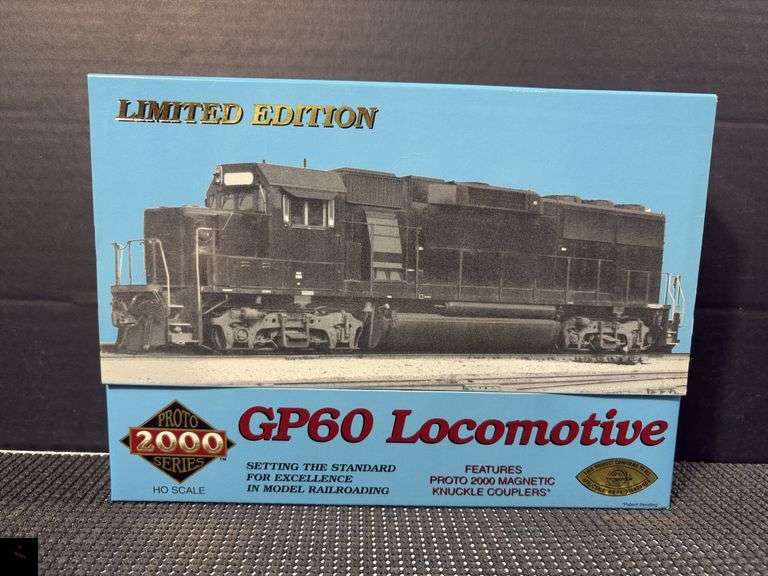 LIMITED EDITION
PROTO
2000
SERIES™
HO SCALE
GP60 Locomotive
SETTING THE STANDARD
FOR EXCELLENCE
IN MODEL RAILROADING
FEATURES
PROTO 2000 MAGNETIC
KNUCKLE COUPLERS*
*Patent Pending